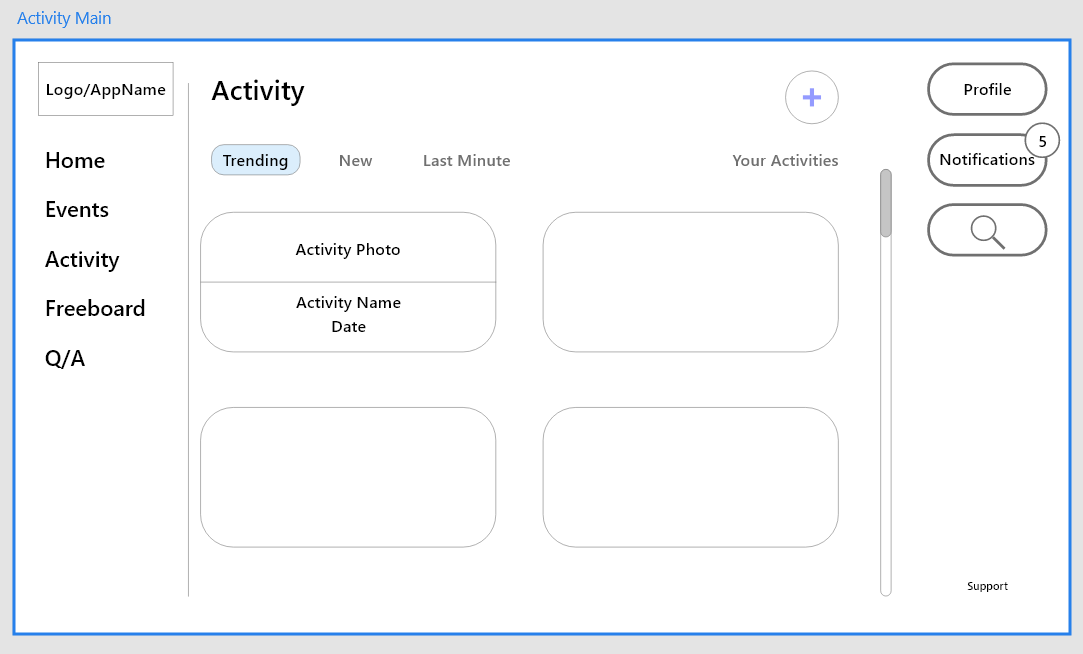 Activity Main
Logo/AppName
Home
Events
Activity
Freeboard
Q/A
Activity
+
Trending
New
Last Minute
Your Activities
Activity Photo
Activity Name
Date
Profile
5
Notifications
Support